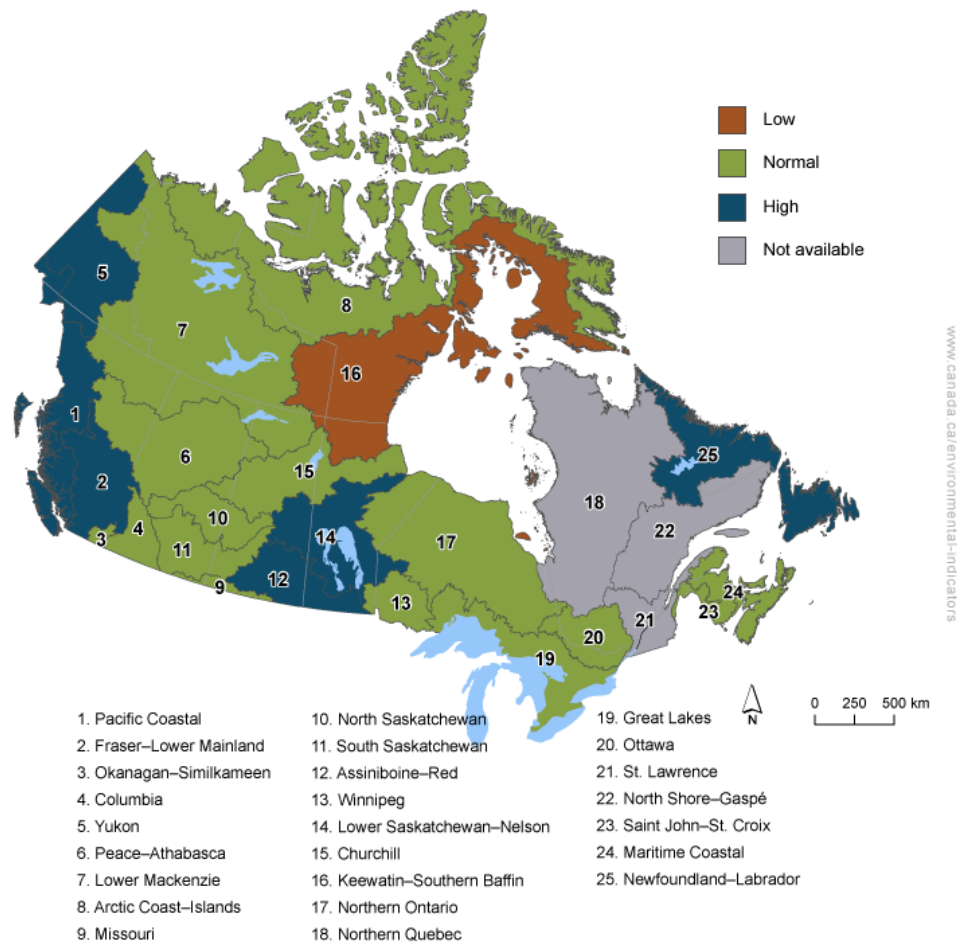 Low
Normal
High
Not available
5
8
7
16
1
6
15
25
2
18
10
4
14
22
3
11
17
12
9
13
24
23
21
20
19
www.canada.ca/environmental-indicators
N
0 250 500 km
1. Pacific Coastal
2. Fraser–Lower Mainland
3. Okanagan–Similkameen
4. Columbia
5. Yukon
6. Peace–Athabasca
7. Lower Mackenzie
8. Arctic Coast–Islands
9. Missouri
10. North Saskatchewan
11. South Saskatchewan
12. Assiniboine–Red
13. Winnipeg
14. Lower Saskatchewan–Nelson
15. Churchill
16. Keewatin–Southern Baffin
17. Northern Ontario
18. Northern Quebec
19. Great Lakes
20. Ottawa
21. St. Lawrence
22. North Shore–Gaspé
23. Saint John–St. Croix
24. Maritime Coastal
25. Newfoundland–Labrador